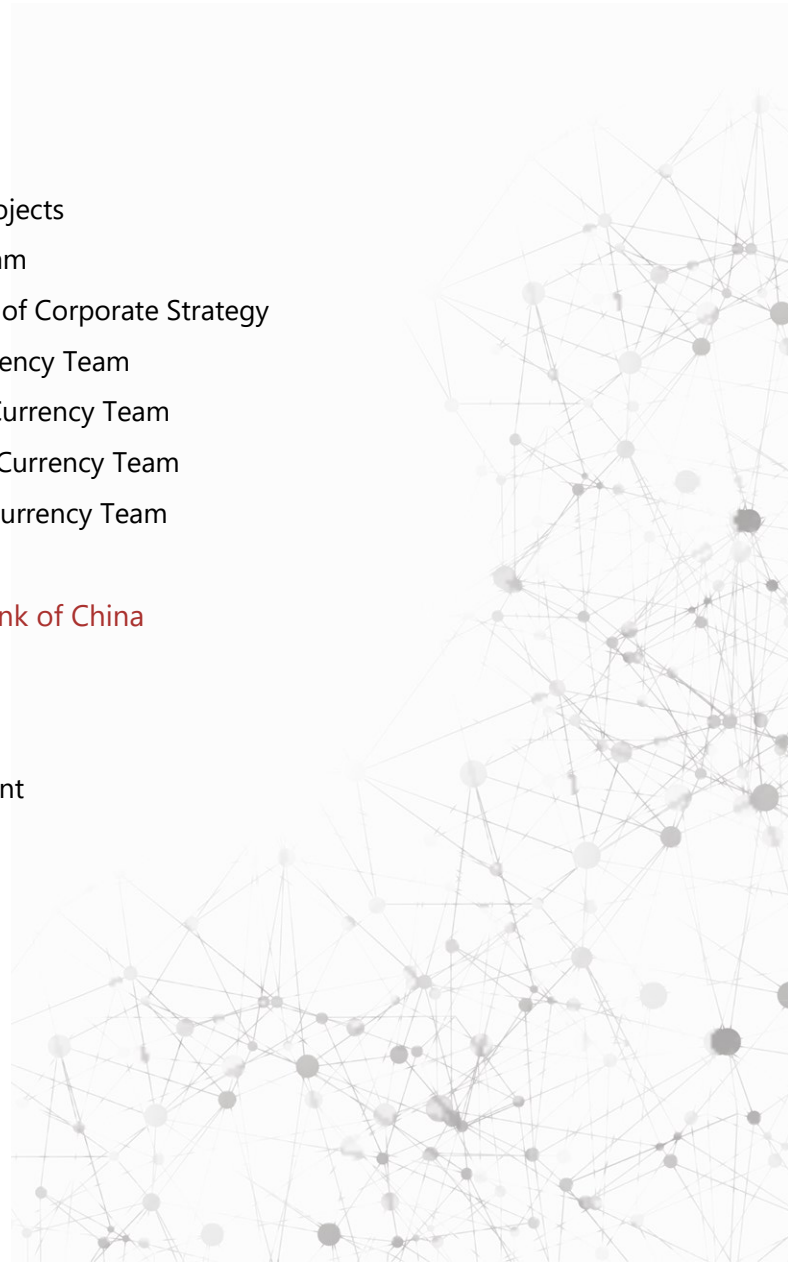 ojects
am
of Corporate Strategy
ency Team
Currency Team
Currency Team
urrency Team
nk of China
nt